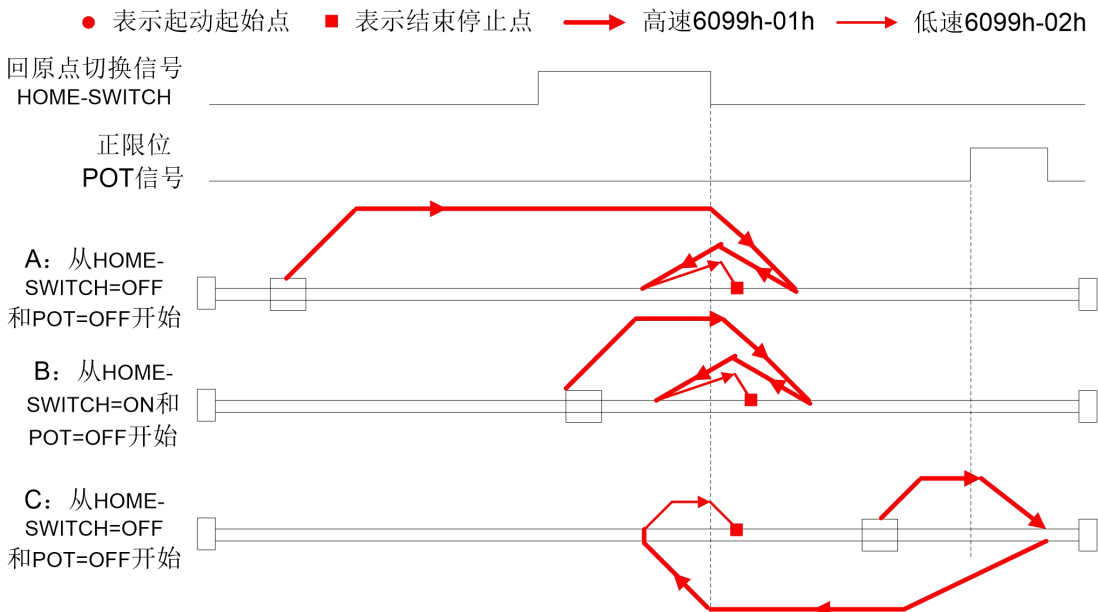 表示起动起始点 表示结束停止点 高速6099h-01h 低速6099h-02h
回原点切换信号
HOME-SWITCH
正限位
POT信号
A：从HOME-
SWITCH=OFF
和POT=OFF开始
B：从HOME-
SWITCH=ON和
POT=OFF开始
C：从HOME-
SWITCH=OFF
和POT=OFF开始